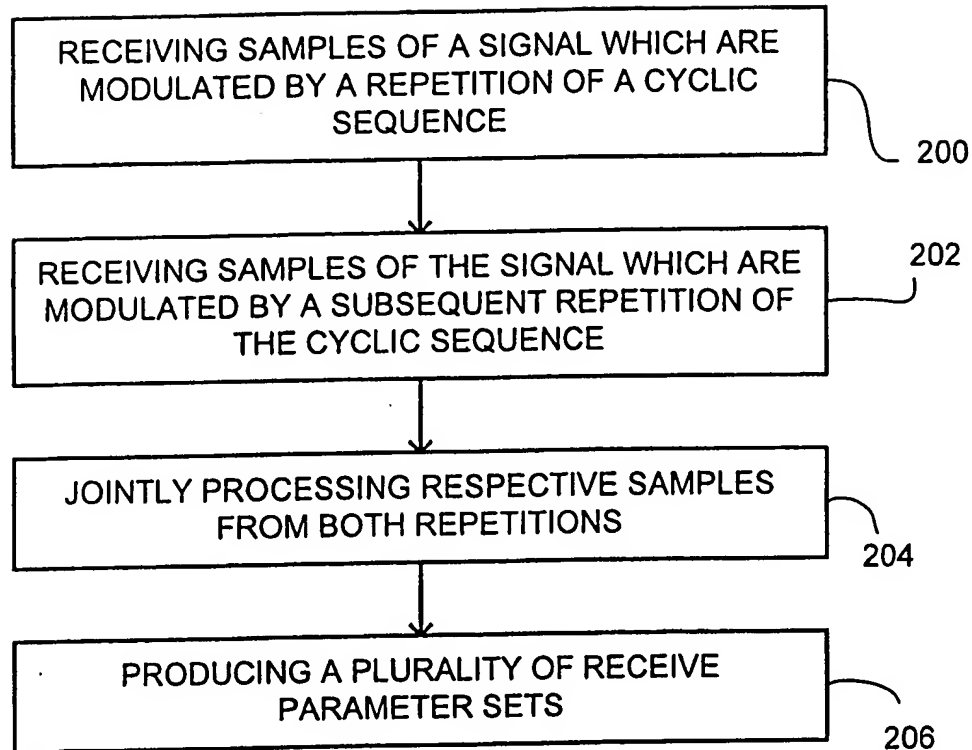 RECEIVING SAMPLES OF A SIGNAL WHICH ARE
MODULATED BY A REPETITION OF A CYCLIC
SEQUENCE
200
202
RECEIVING SAMPLES OF THE SIGNAL WHICH ARE
MODULATED BY A SUBSEQUENT REPETITION OF
THE CYCLIC SEQUENCE
JOINTLY PROCESSING RESPECTIVE SAMPLES
FROM BOTH REPETITIONS
204
PRODUCING A PLURALITY OF RECEIVE
PARAMETER SETS
206